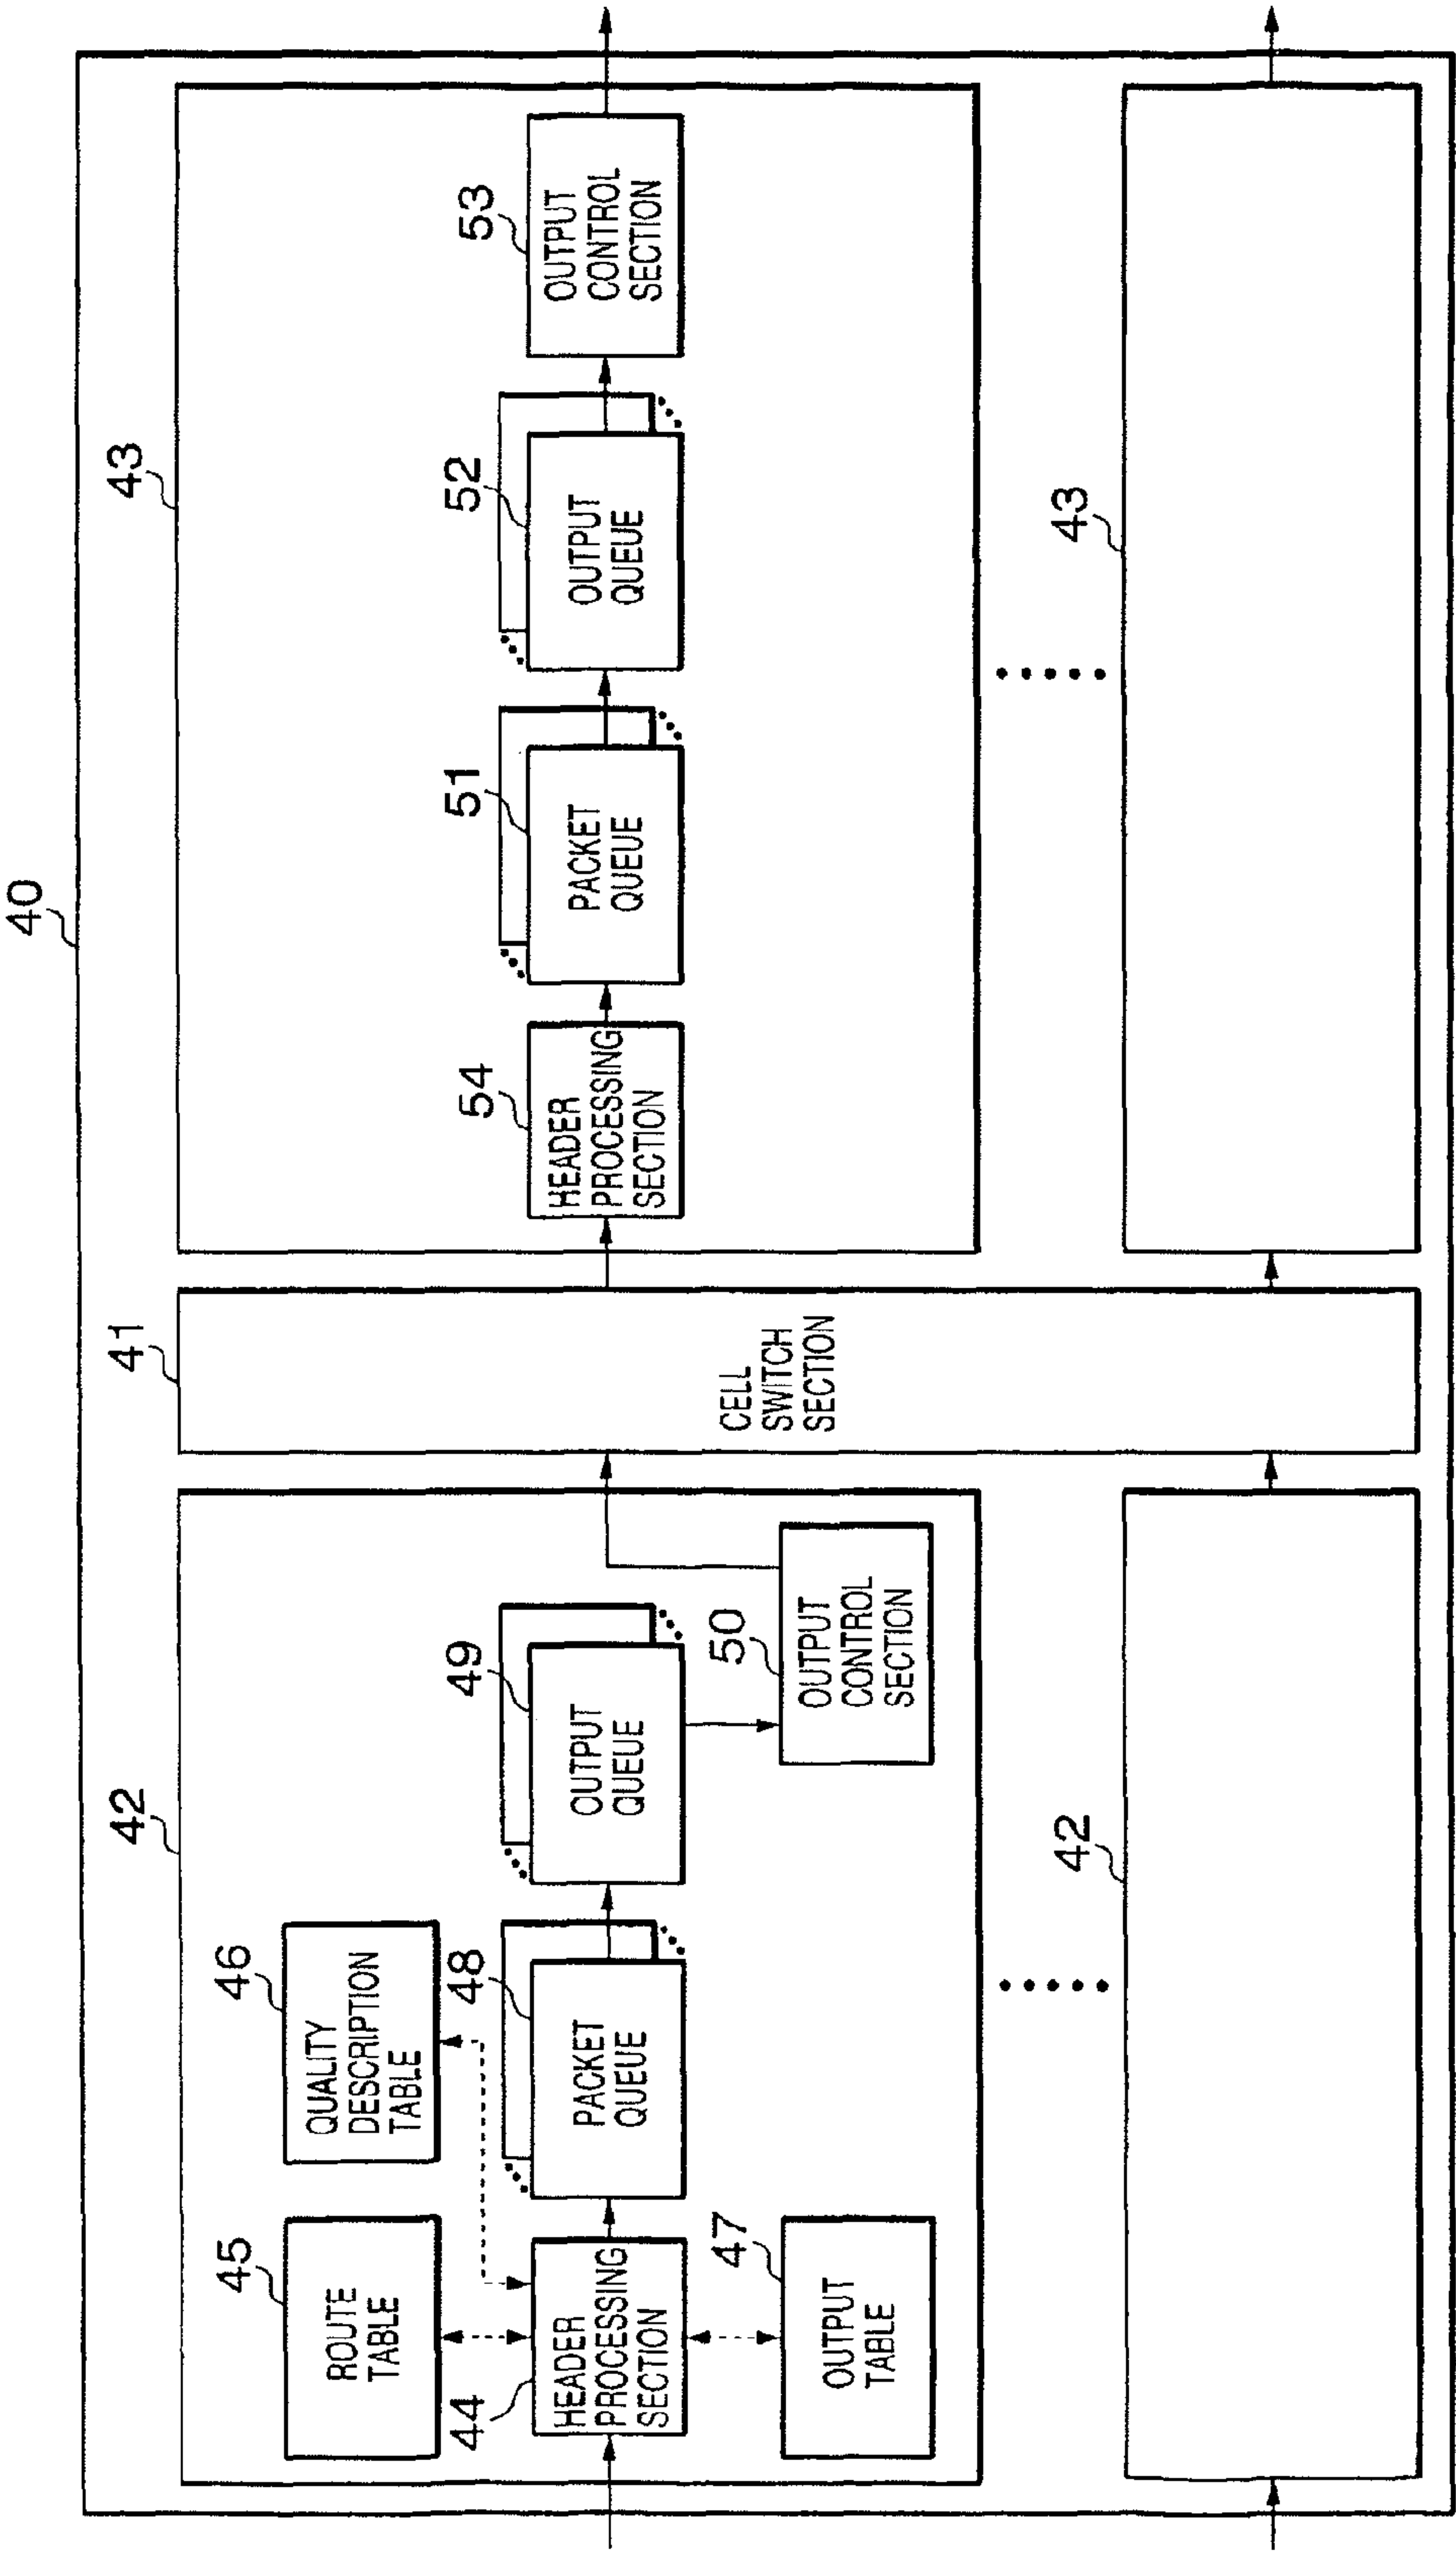 40
42
45
ROUTE
TABLE
46
QUALITY
DESCRIPTION
TABLE
44
HEADER
PROCESSING
SECTION
48
PACKET
QUEUE
49
OUTPUT
QUEUE
47
OUTPUT
TABLE
50
OUTPUT
CONTROL
SECTION
41
CELL
SWITCH
SECTION
43
54
HEADER
PROCESSING
SECTION
51
PACKET
QUEUE
52
OUTPUT
QUEUE
53
OUTPUT
CONTROL
SECTION
42
43